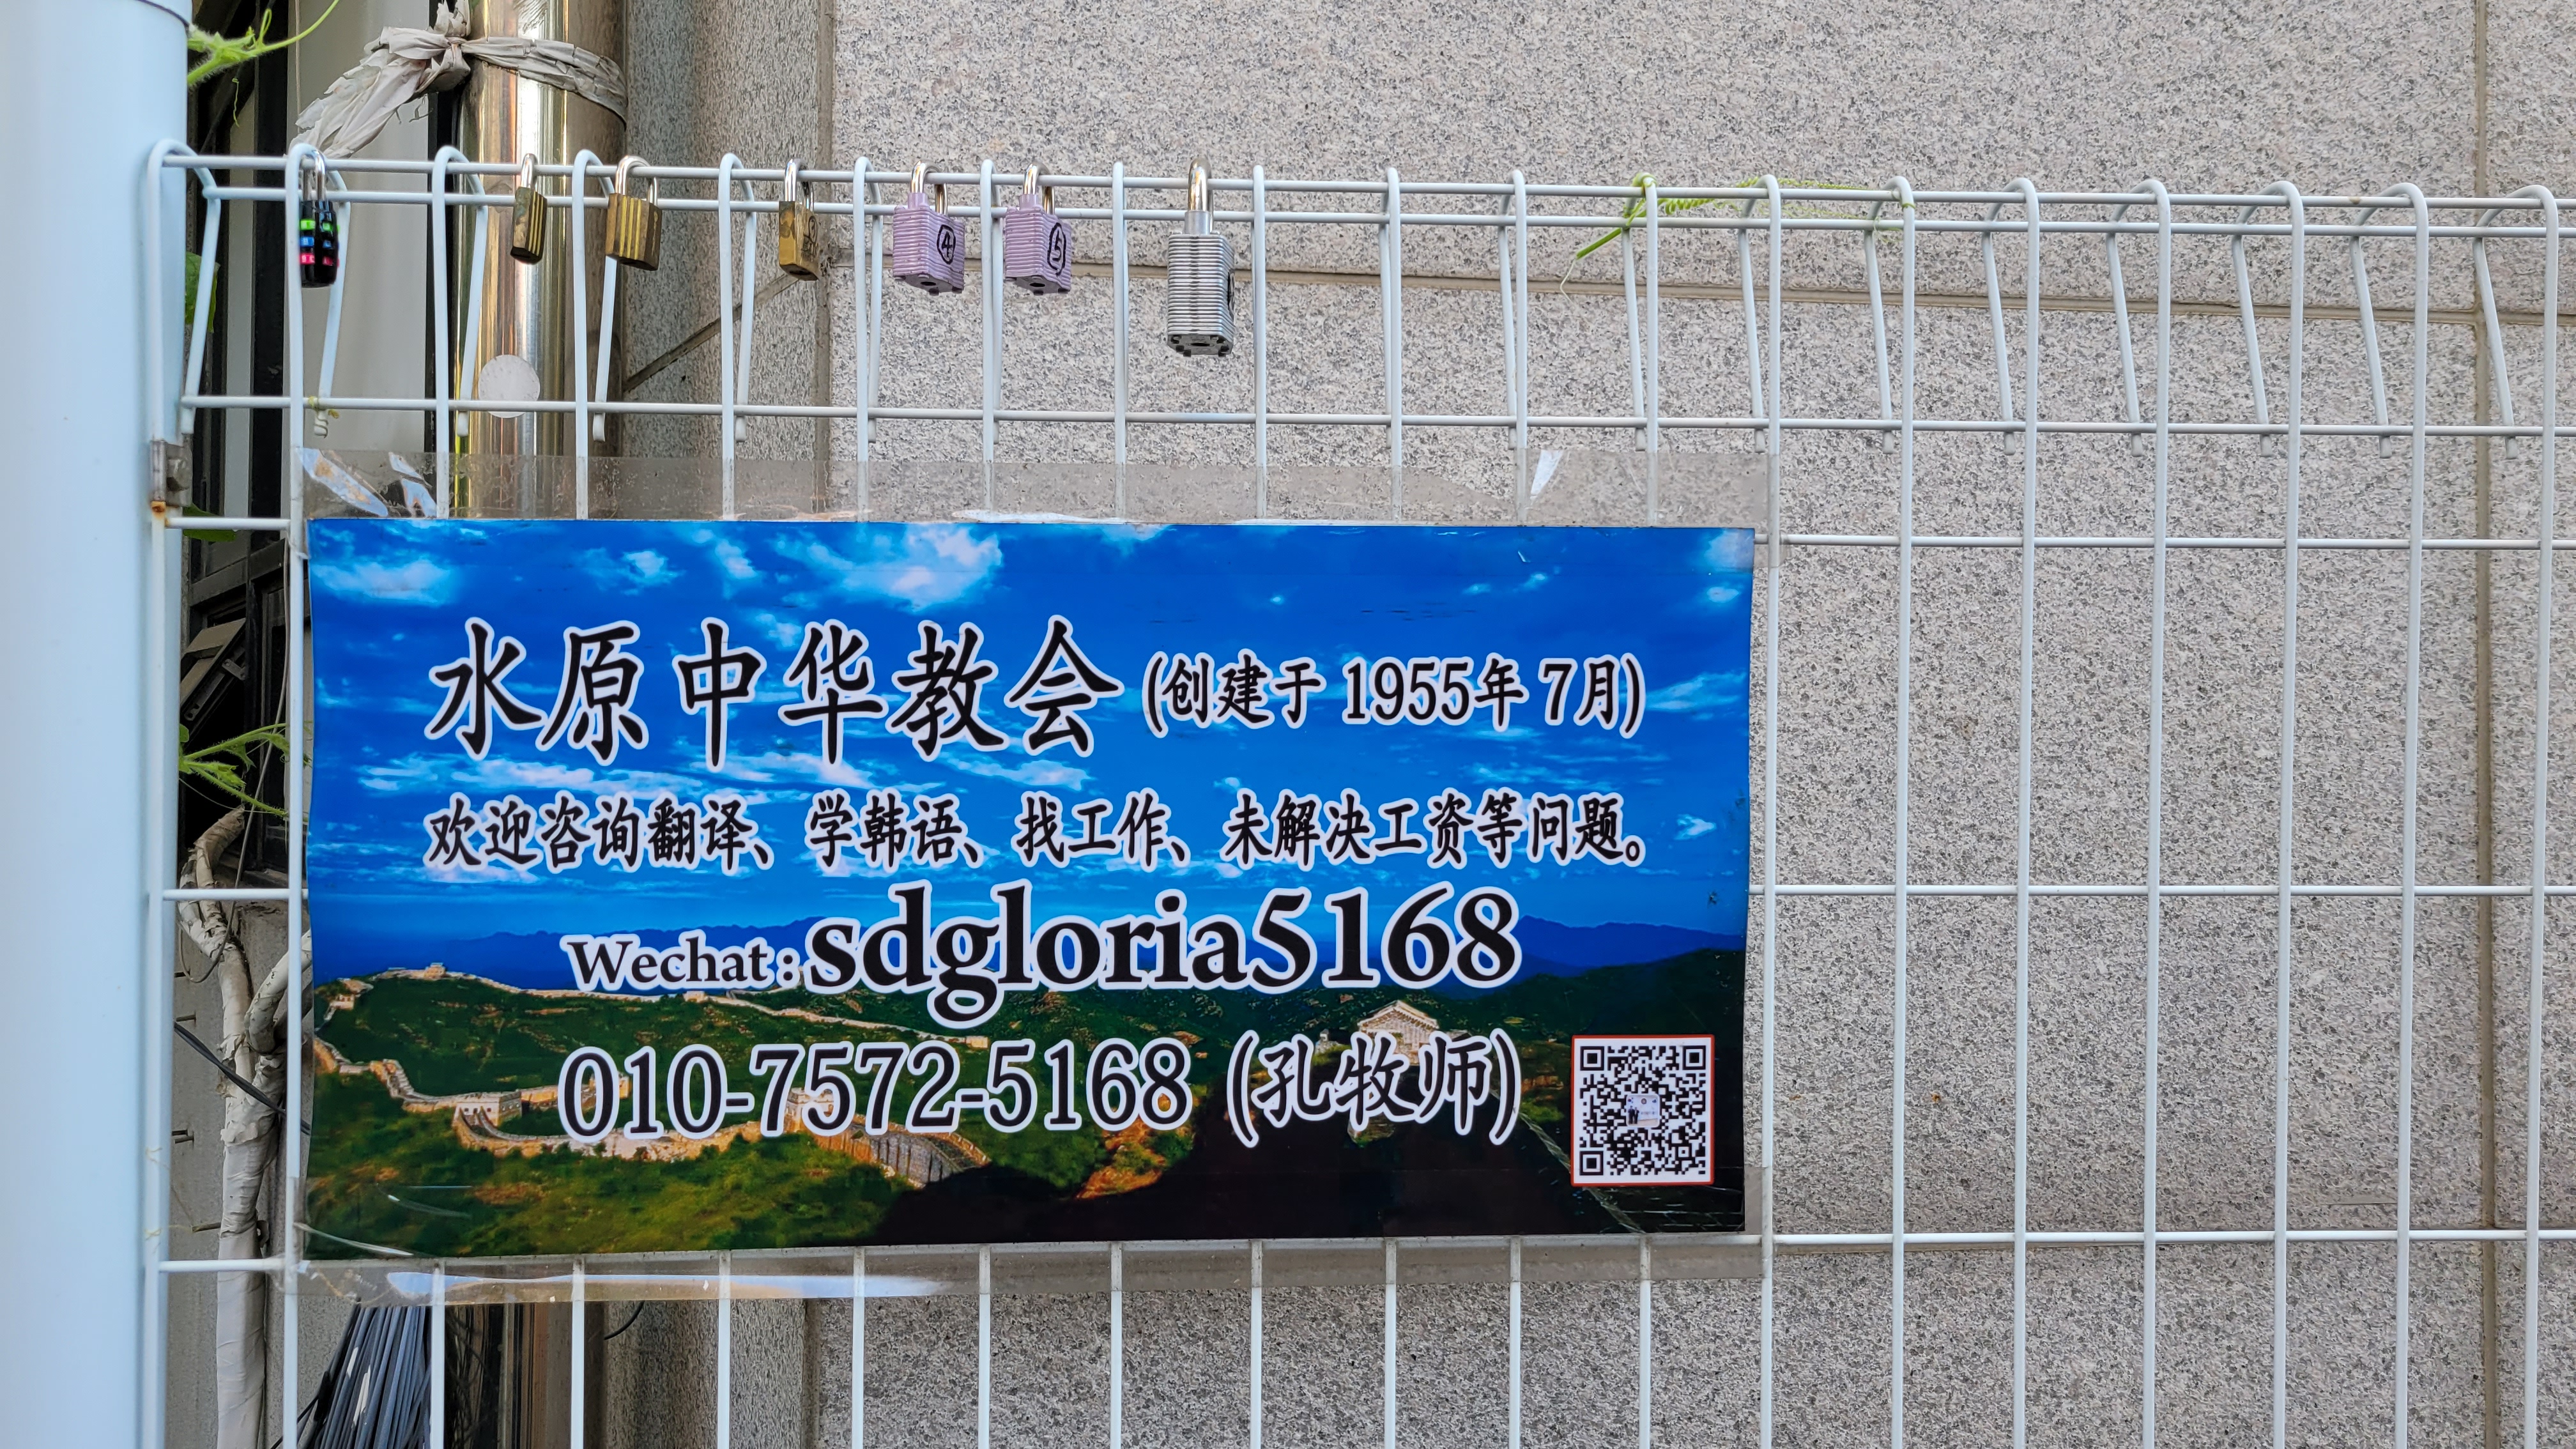 ④ ⑤
水原中华教会 (创建于 1955年 7月)
欢迎咨询翻译、学韩语、找工作、未解决工资等问题。
Wechat : sdgloria5168
010-7572-5168 (孔牧师)